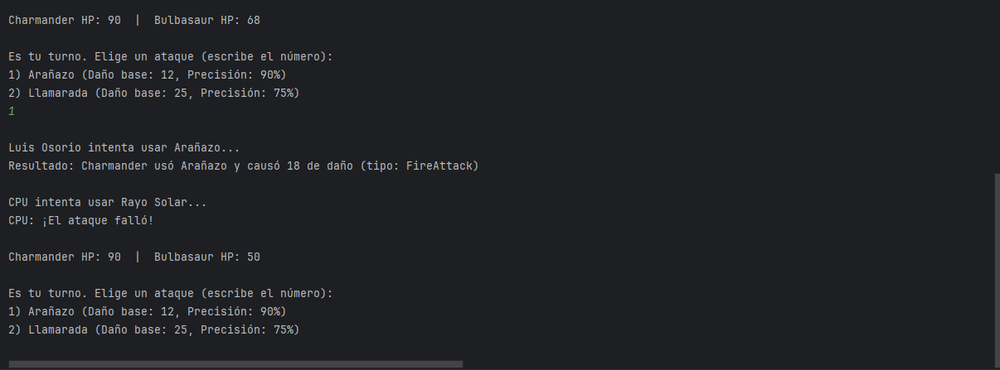 Charmander HP: 90  |  Bulbasaur HP: 68
Es tu turno. Elige un ataque (escribe el número):
1) Arañazo (Daño base: 12, Precisión: 90%)
2) Llamarada (Daño base: 25, Precisión: 75%)
1
Luis Osorio intenta usar Arañazo...
Resultado: Charmander usó Arañazo y causó 18 de daño (tipo: FireAttack)
CPU intenta usar Rayo Solar...
CPU: ¡El ataque falló!
Charmander HP: 90  |  Bulbasaur HP: 50
Es tu turno. Elige un ataque (escribe el número):
1) Arañazo (Daño base: 12, Precisión: 90%)
2) Llamarada (Daño base: 25, Precisión: 75%)